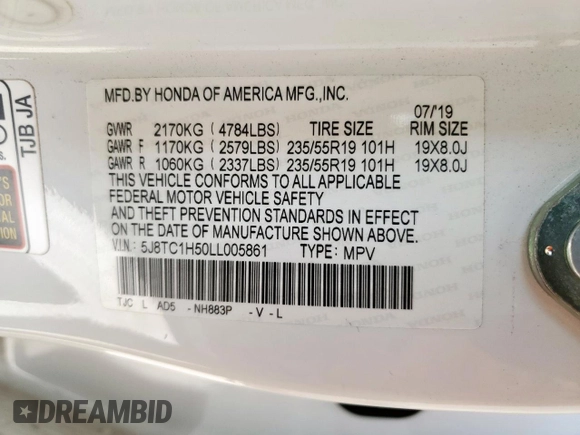 MFD.BY HONDA OF AMERICA MFG.,INC.
07/'19
GVWR 2170KG ( 4784LBS) TIRE SIZE RIM SIZE
GAWR F 1170KG ( 2579LBS) 235/55R19 101H 19X8.0J
GAWR R 1060KG ( 2337LBS) 235/55R19 101H 19X8.0J
THIS VEHICLE CONFORMS TO ALL APPLICABLE
FEDERAL MOTOR VEHICLE SAFETY
AND THEFT PREVENTION STANDARDS IN EFFECT
ON THE DATE OF MANUFACTURE SHOWN ABOVE.
V.I.N.: 5J8TC1H50LL005861 TYPE: MPV
TJC L AD5 - NH883P - V - L
TJB JA
DREAMBID